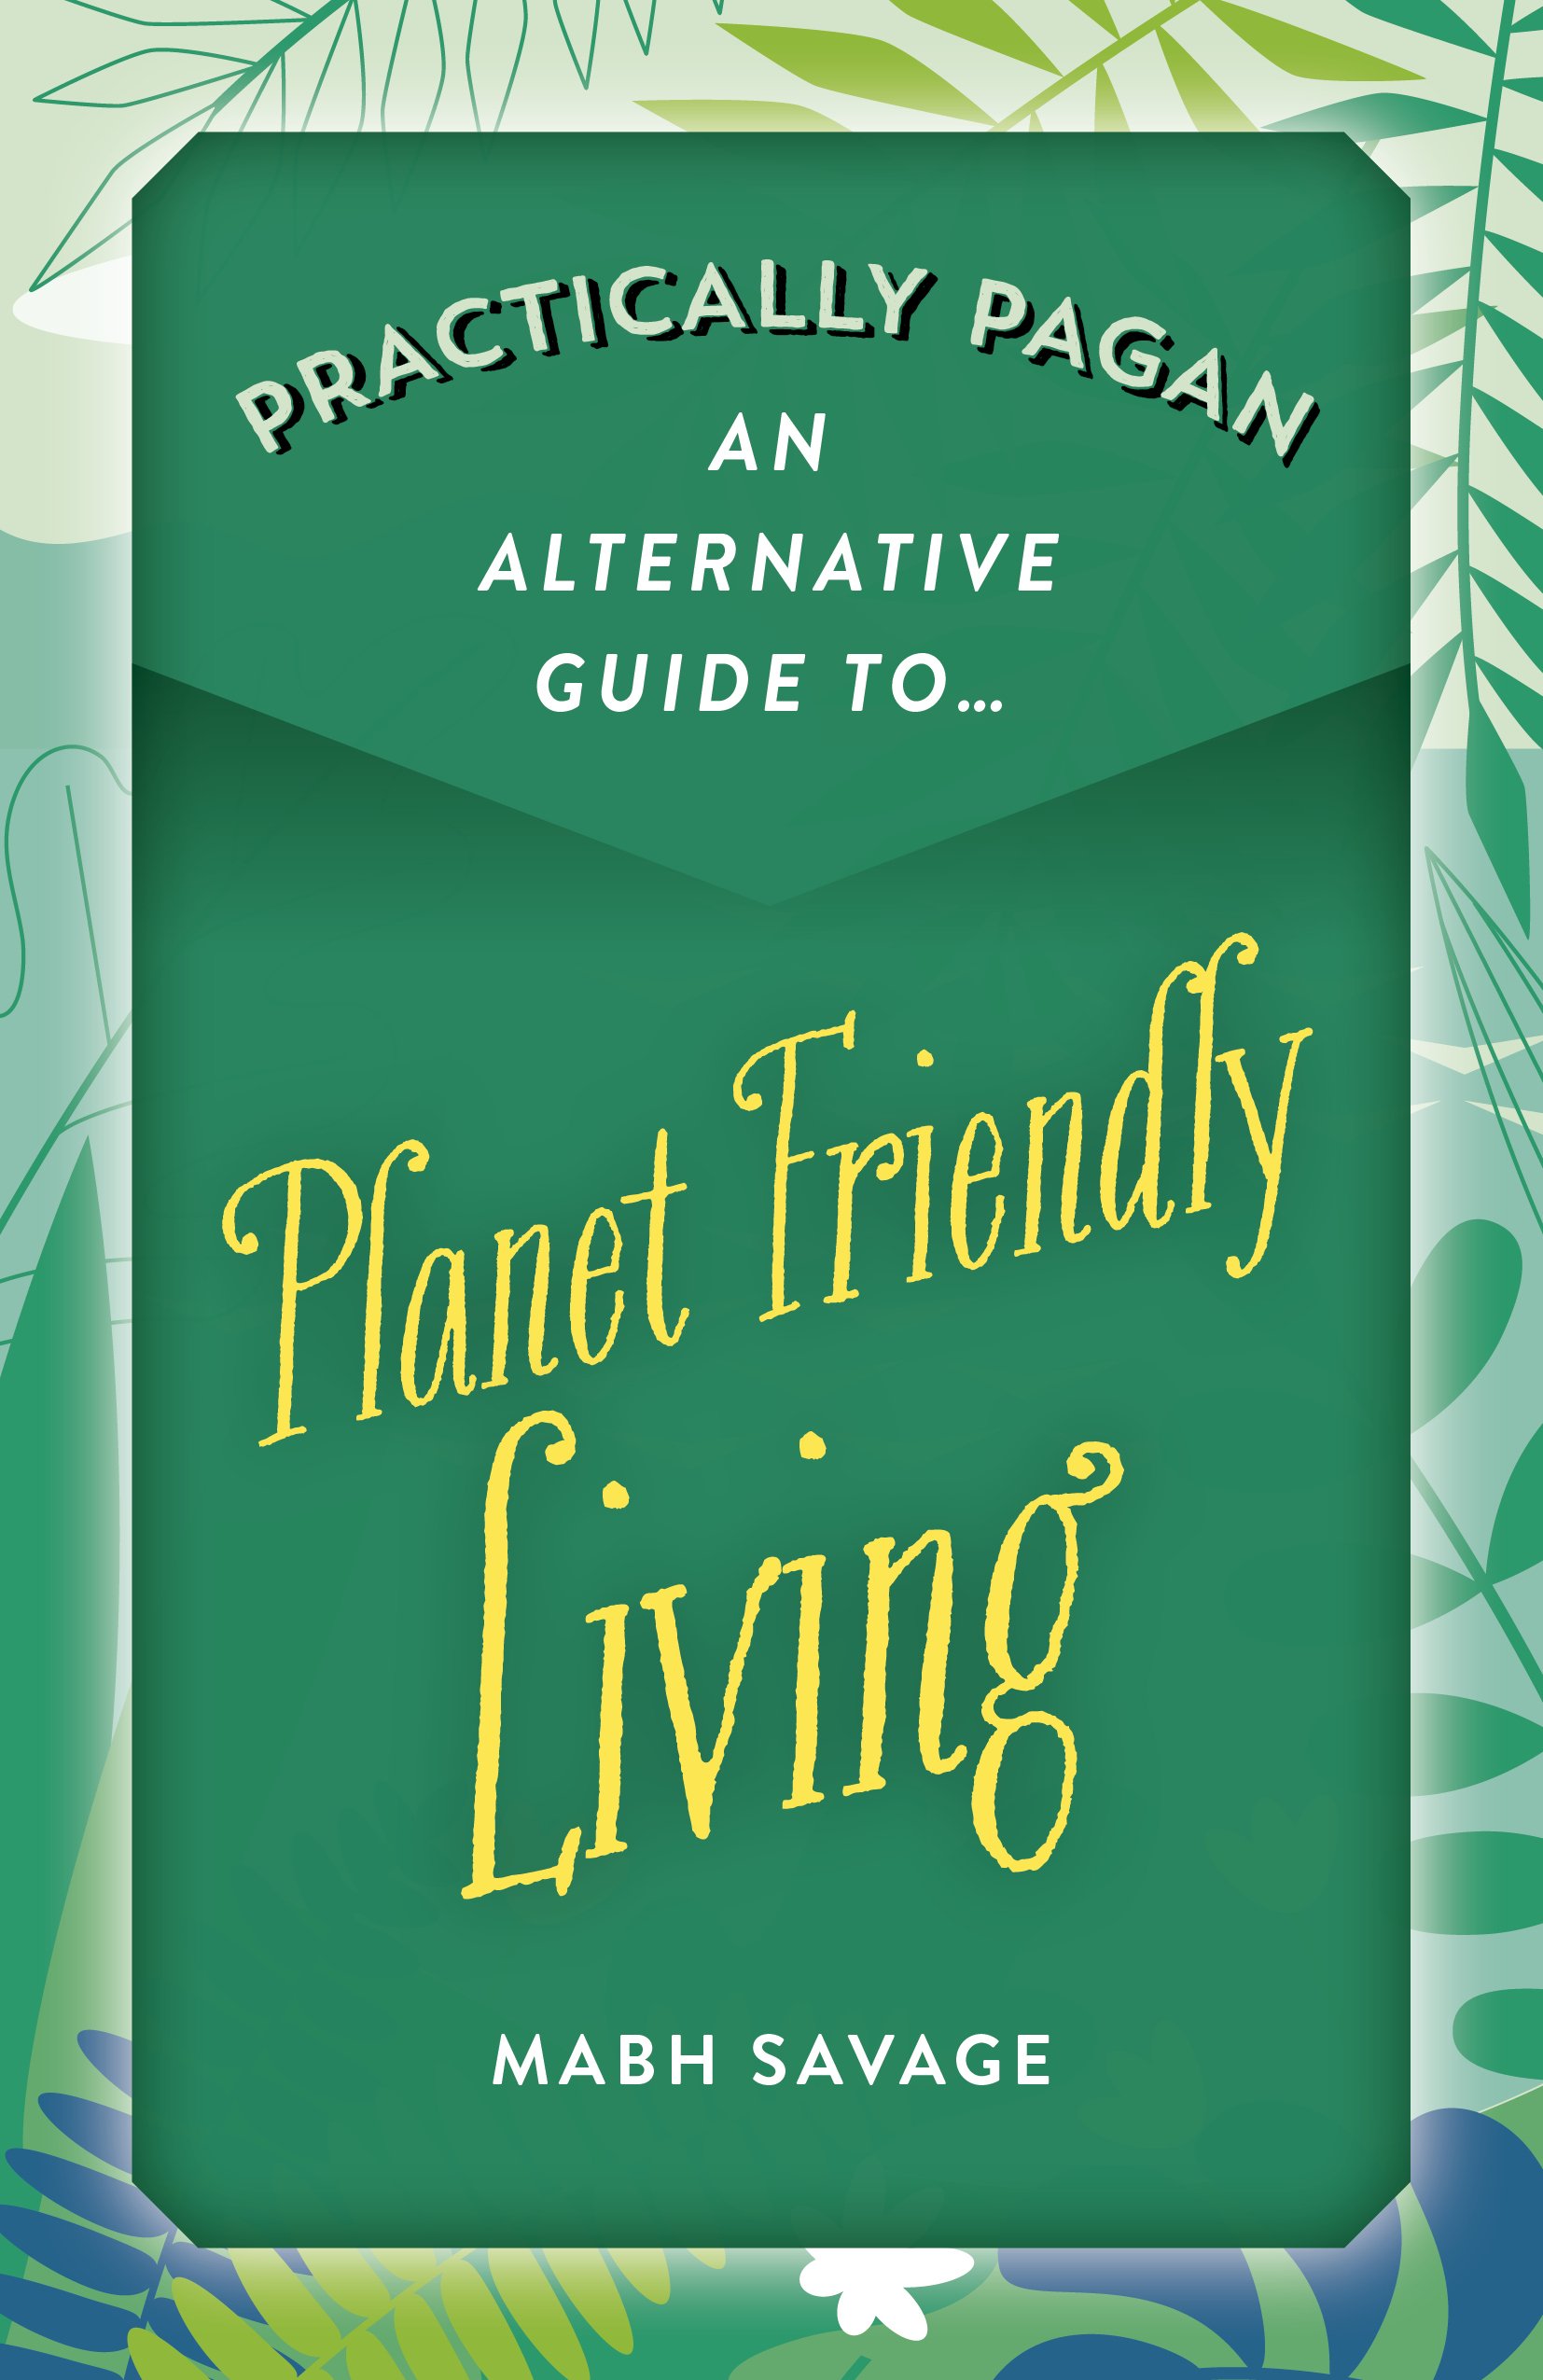 PRACTICALLY PAGAN
AN
ALTERNATIVE
GUIDE TO...
Planet Friendly
Living
MABH SAVAGE